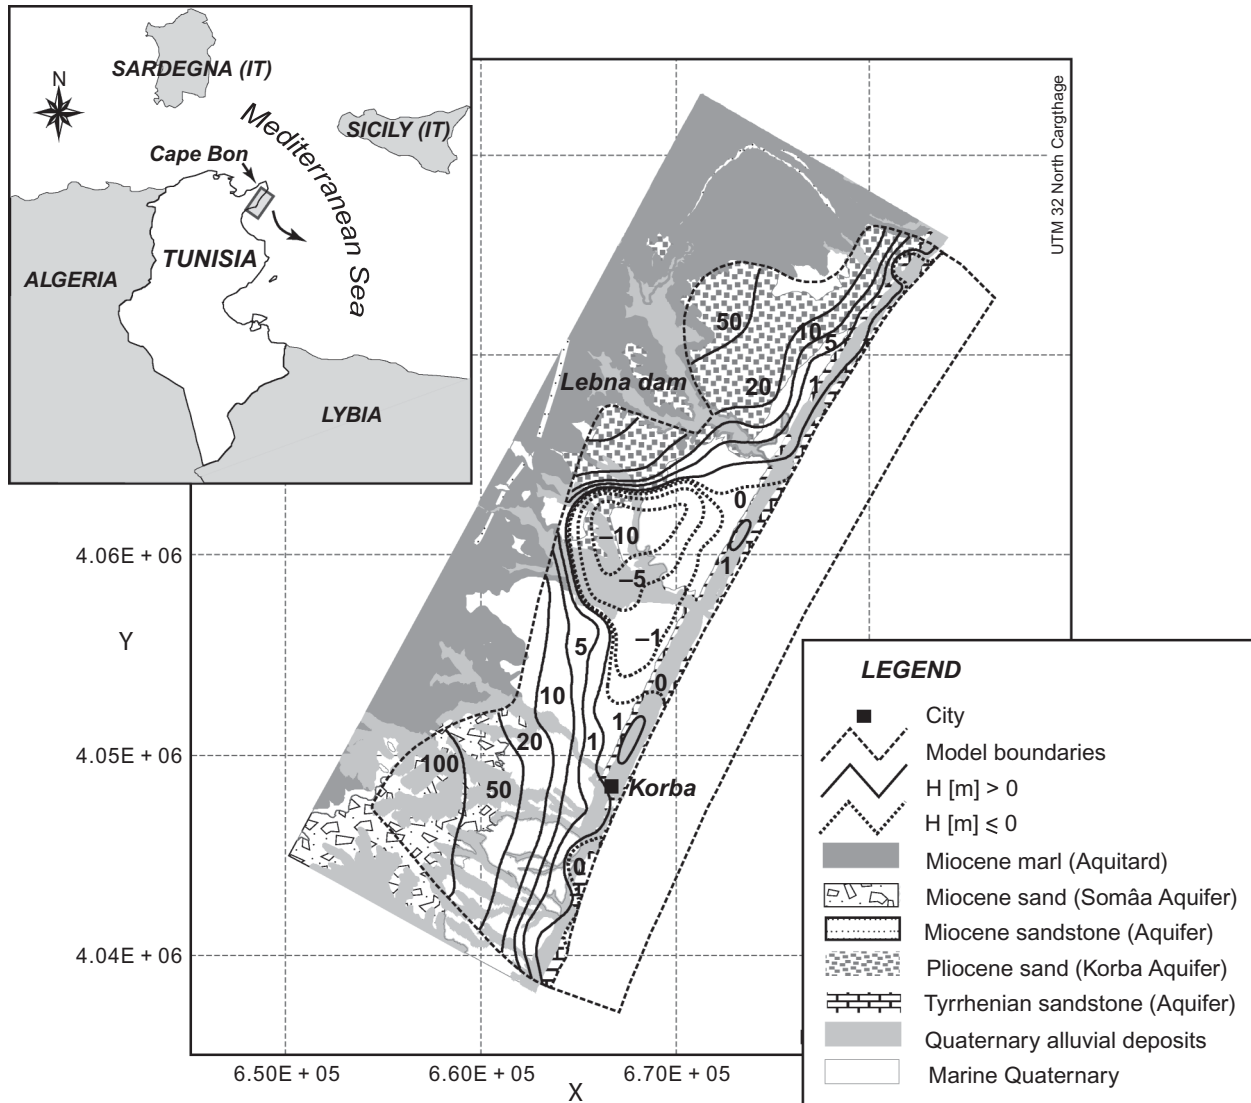 SARDEGNA (IT)
N
SICILY (IT)
Mediterranean Sea
Cape Bon
TUNISIA
ALGERIA
LYBIA
UTM 32 North Cargthage
50
10
5
20
1
Lebna dam
0
–10
–5
1
–1
5
0
10
1
1
20
100
50
Korba
0
4.06E + 06
Y
4.05E + 06
4.04E + 06
6.50E + 05
6.60E + 05
6.70E + 05
X
LEGEND
City
Model boundaries
H [m] > 0
H [m] ⩽ 0
Miocene marl (Aquitard)
Miocene sand (Somâa Aquifer)
Miocene sandstone (Aquifer)
Pliocene sand (Korba Aquifer)
Tyrrhenian sandstone (Aquifer)
Quaternary alluvial deposits
Marine Quaternary